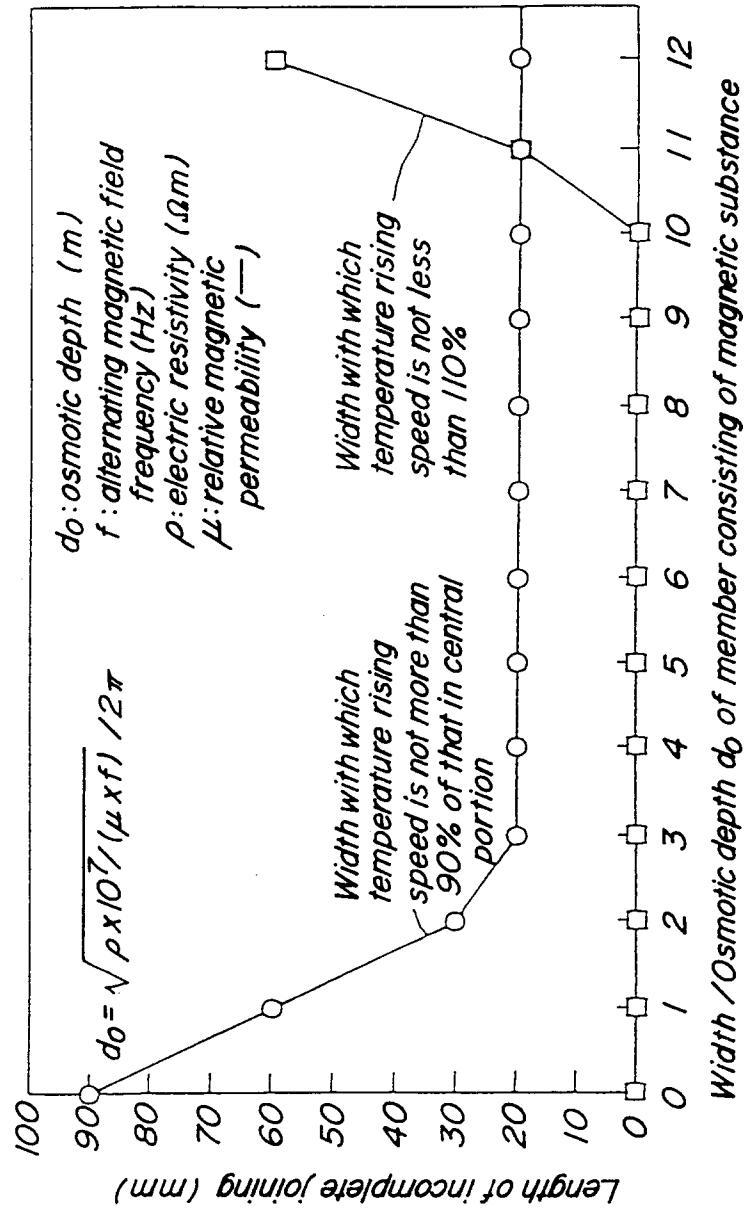 d₀ = √ρ×10⁷/(μ×f) /2π
d₀: osmotic depth (m)
f: alternating magnetic field
frequency (Hz)
ρ: electric resistivity (Ωm)
μ: relative magnetic
permeability (—)
Width with which
temperature rising
speed is not more than
90% of that in central
portion
Width with which
temperature rising
speed is not less
than 110%
Length of incomplete joining (mm)
100
90
80
70
60
50
40
30
20
10
0
0 1 2 3 4 5 6 7 8 9 10 11 12
Width / Osmotic depth d₀ of member consisting of magnetic substance